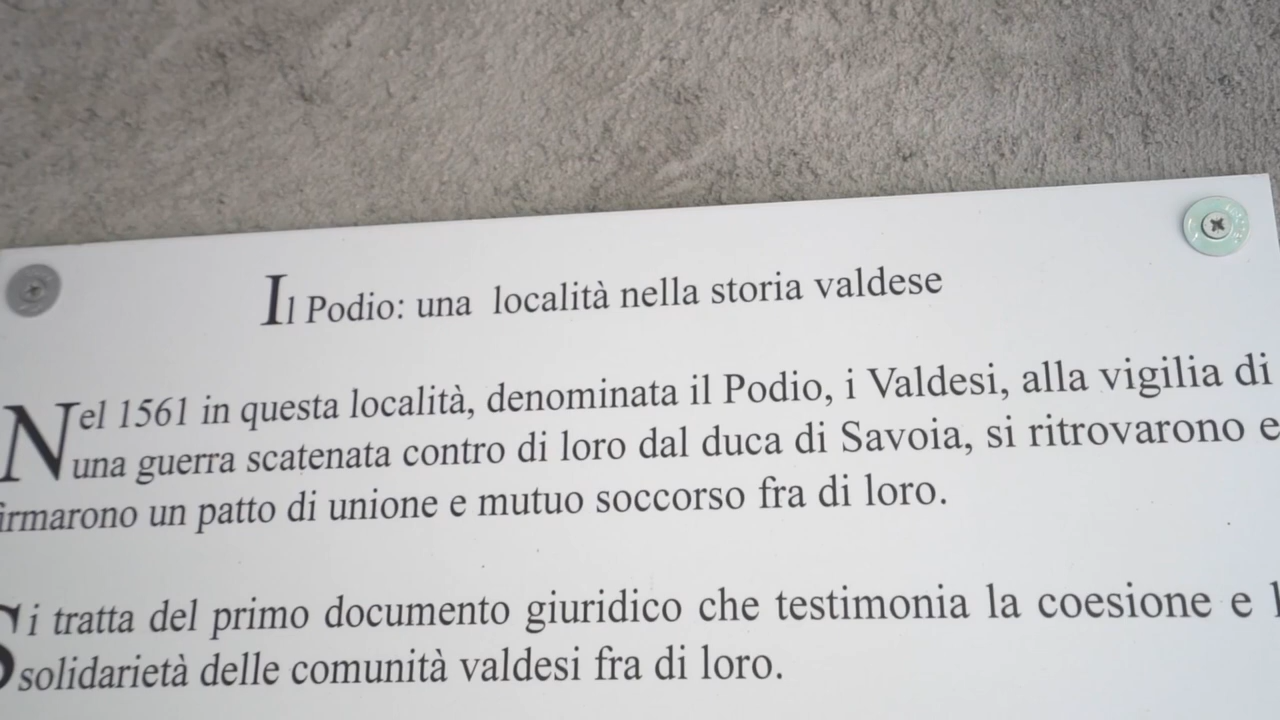 Il Podio: una località nella storia valdese
Nel 1561 in questa località, denominata il Podio, i Valdesi, alla vigilia di
una guerra scatenata contro di loro dal duca di Savoia, si ritrovarono e
irmarono un patto di unione e mutuo soccorso fra di loro.
Si tratta del primo documento giuridico che testimonia la coesione e l
solidarietà delle comunità valdesi fra di loro.